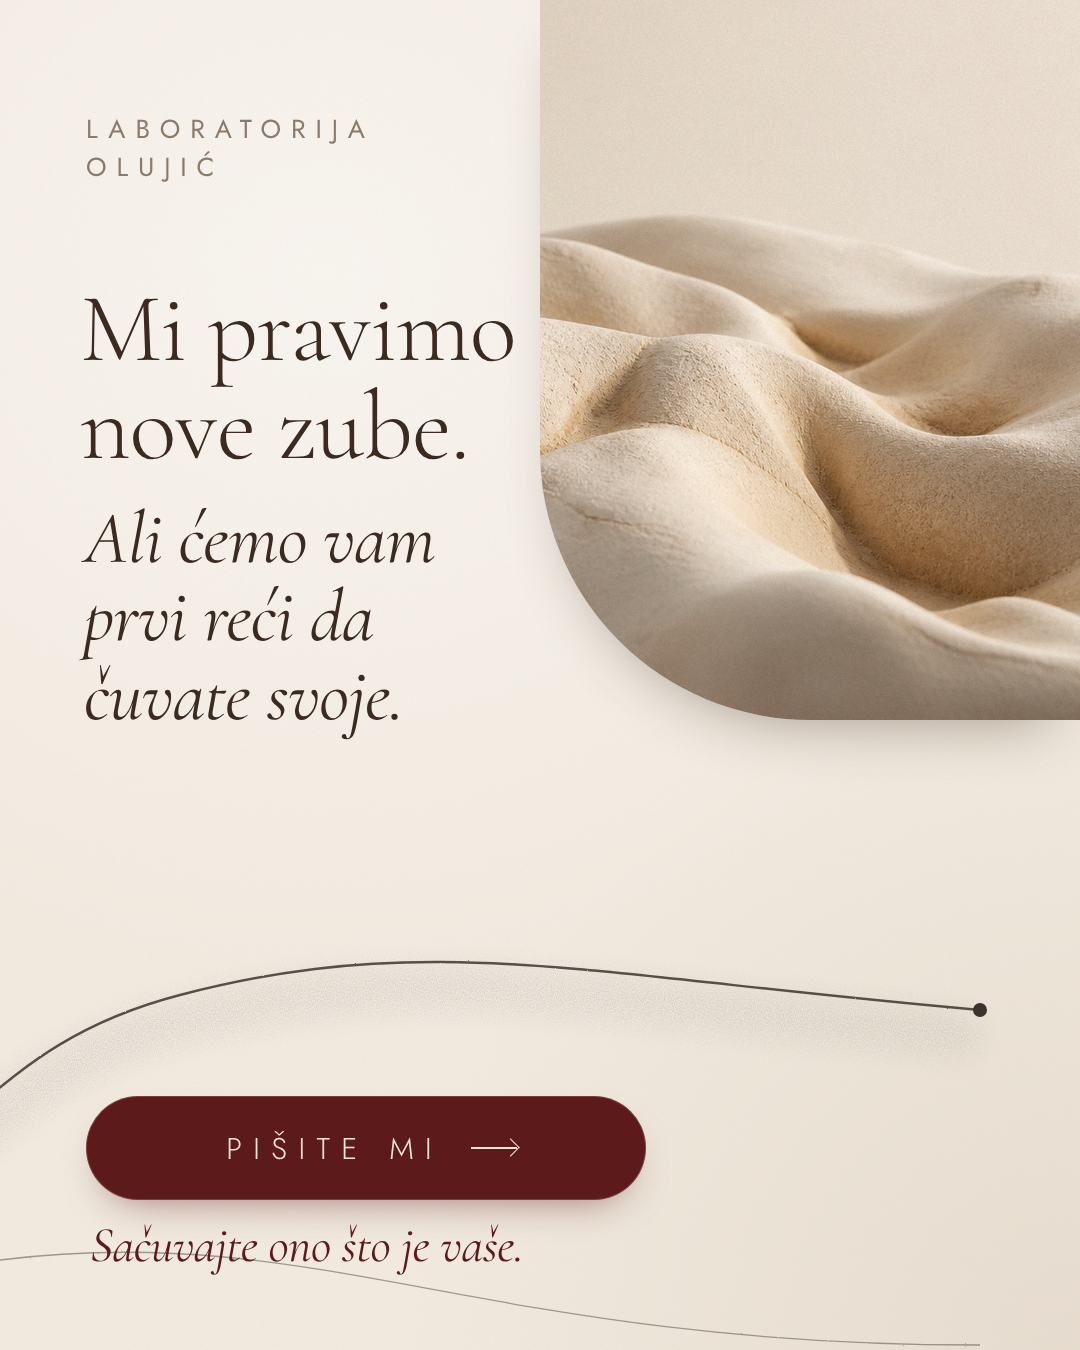 LABORATORIJA
OLUJIĆ
Mi pravimo
nove zube.
Ali ćemo vam
prvi reći da
čuvate svoje.
PIŠITE MI →
Sačuvajte ono što je vaše.